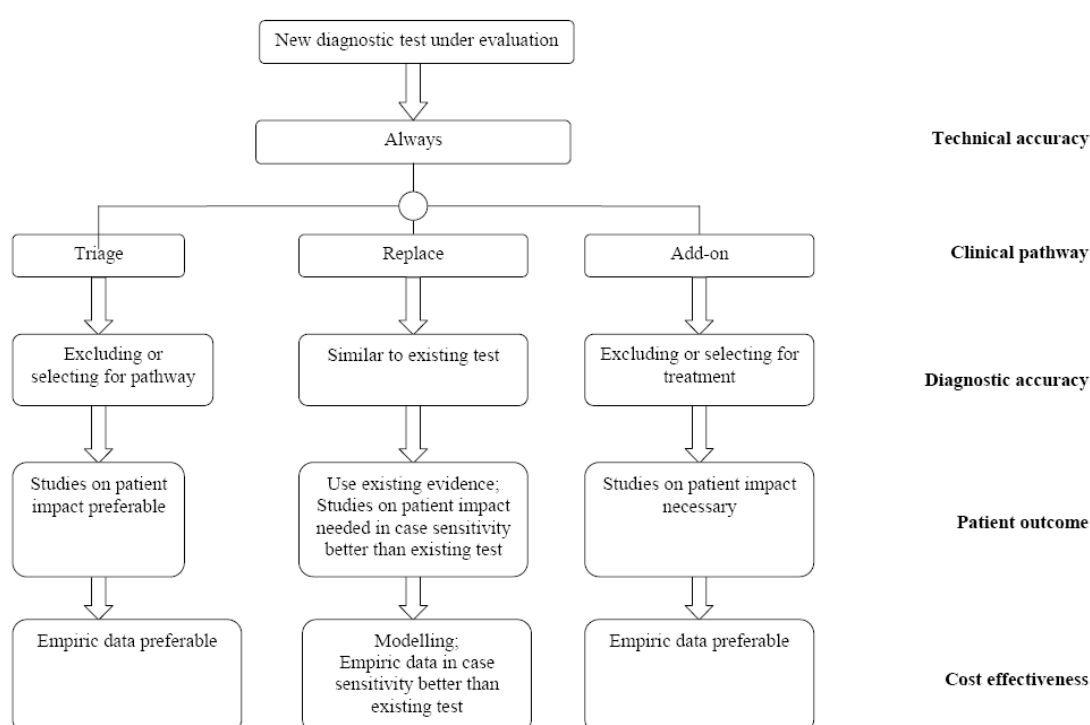 New diagnostic test under evaluation
Always
Technical accuracy
Triage
Replace
Add-on
Clinical pathway
Excluding or
selecting for pathway
Similar to existing test
Excluding or selecting for
treatment
Diagnostic accuracy
Studies on patient
impact preferable
Use existing evidence;
Studies on patient impact
needed in case sensitivity
better than existing test
Studies on patient impact
necessary
Patient outcome
Empiric data preferable
Modelling;
Empiric data in case
sensitivity better than
existing test
Empiric data preferable
Cost effectiveness